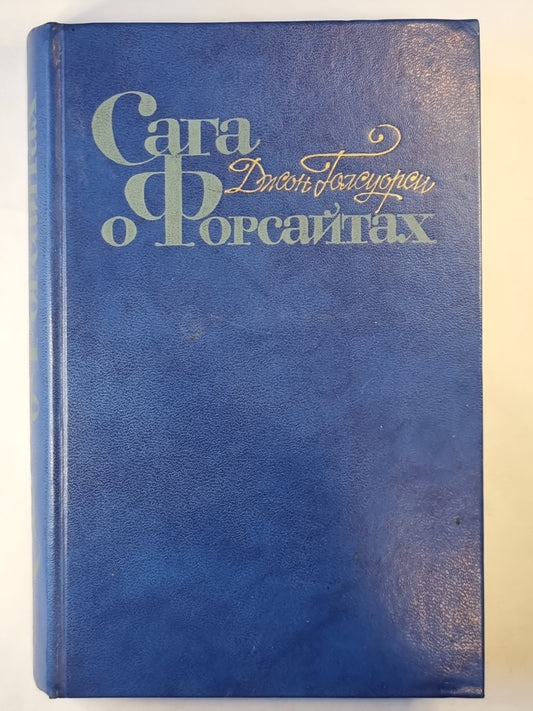 Сага
Джон Голсуорси
о Форсайтах